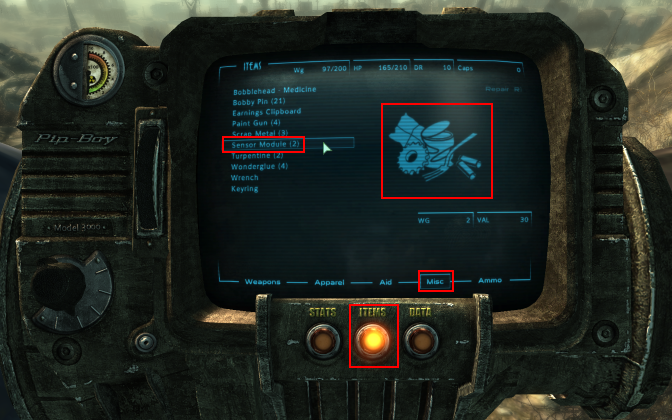 ITEMS Wg 97/200 HP 165/210 DR 10 Caps 0
Bobblehead - Medicine
Repair R)
Bobby Pin (21)
Earnings Clipboard
Paint Gun (4)
Scrap Metal (3)
Sensor Module (2)
Turpentine (2)
Wonderglue (4)
Wrench
Keyring
Pip-Boy
Model 3000
WG 2 VAL 30
Weapons Apparel Aid Misc Ammo
STATS ITEMS DATA